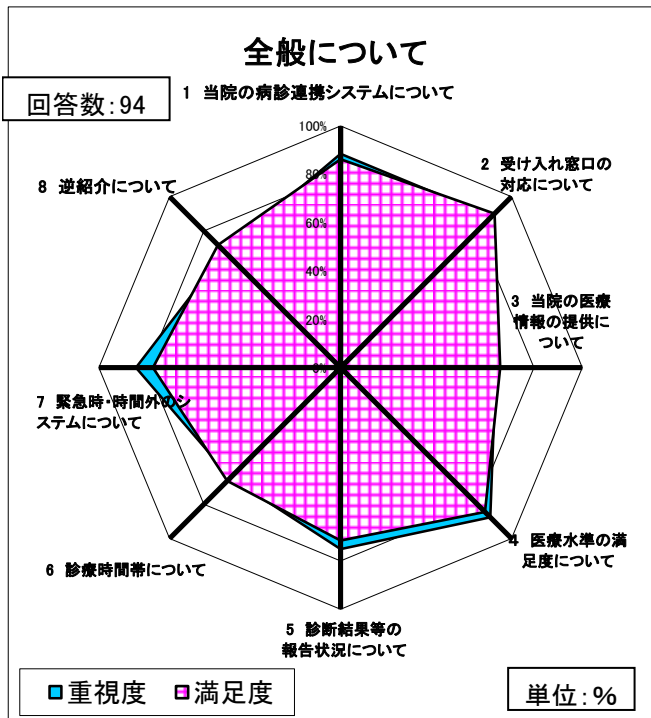 全般について
回答数：94
1 当院の病診連携システムについて
100%
80%
60%
40%
20%
0%
2 受け入れ窓口の
対応について
3 当院の医療
情報の提供に
ついて
4 医療水準の満
足度について
5 診断結果等の
報告状況について
6 診療時間帯について
7 緊急時・時間外のシ
ステムについて
8 逆紹介について
重視度 満足度
単位：%